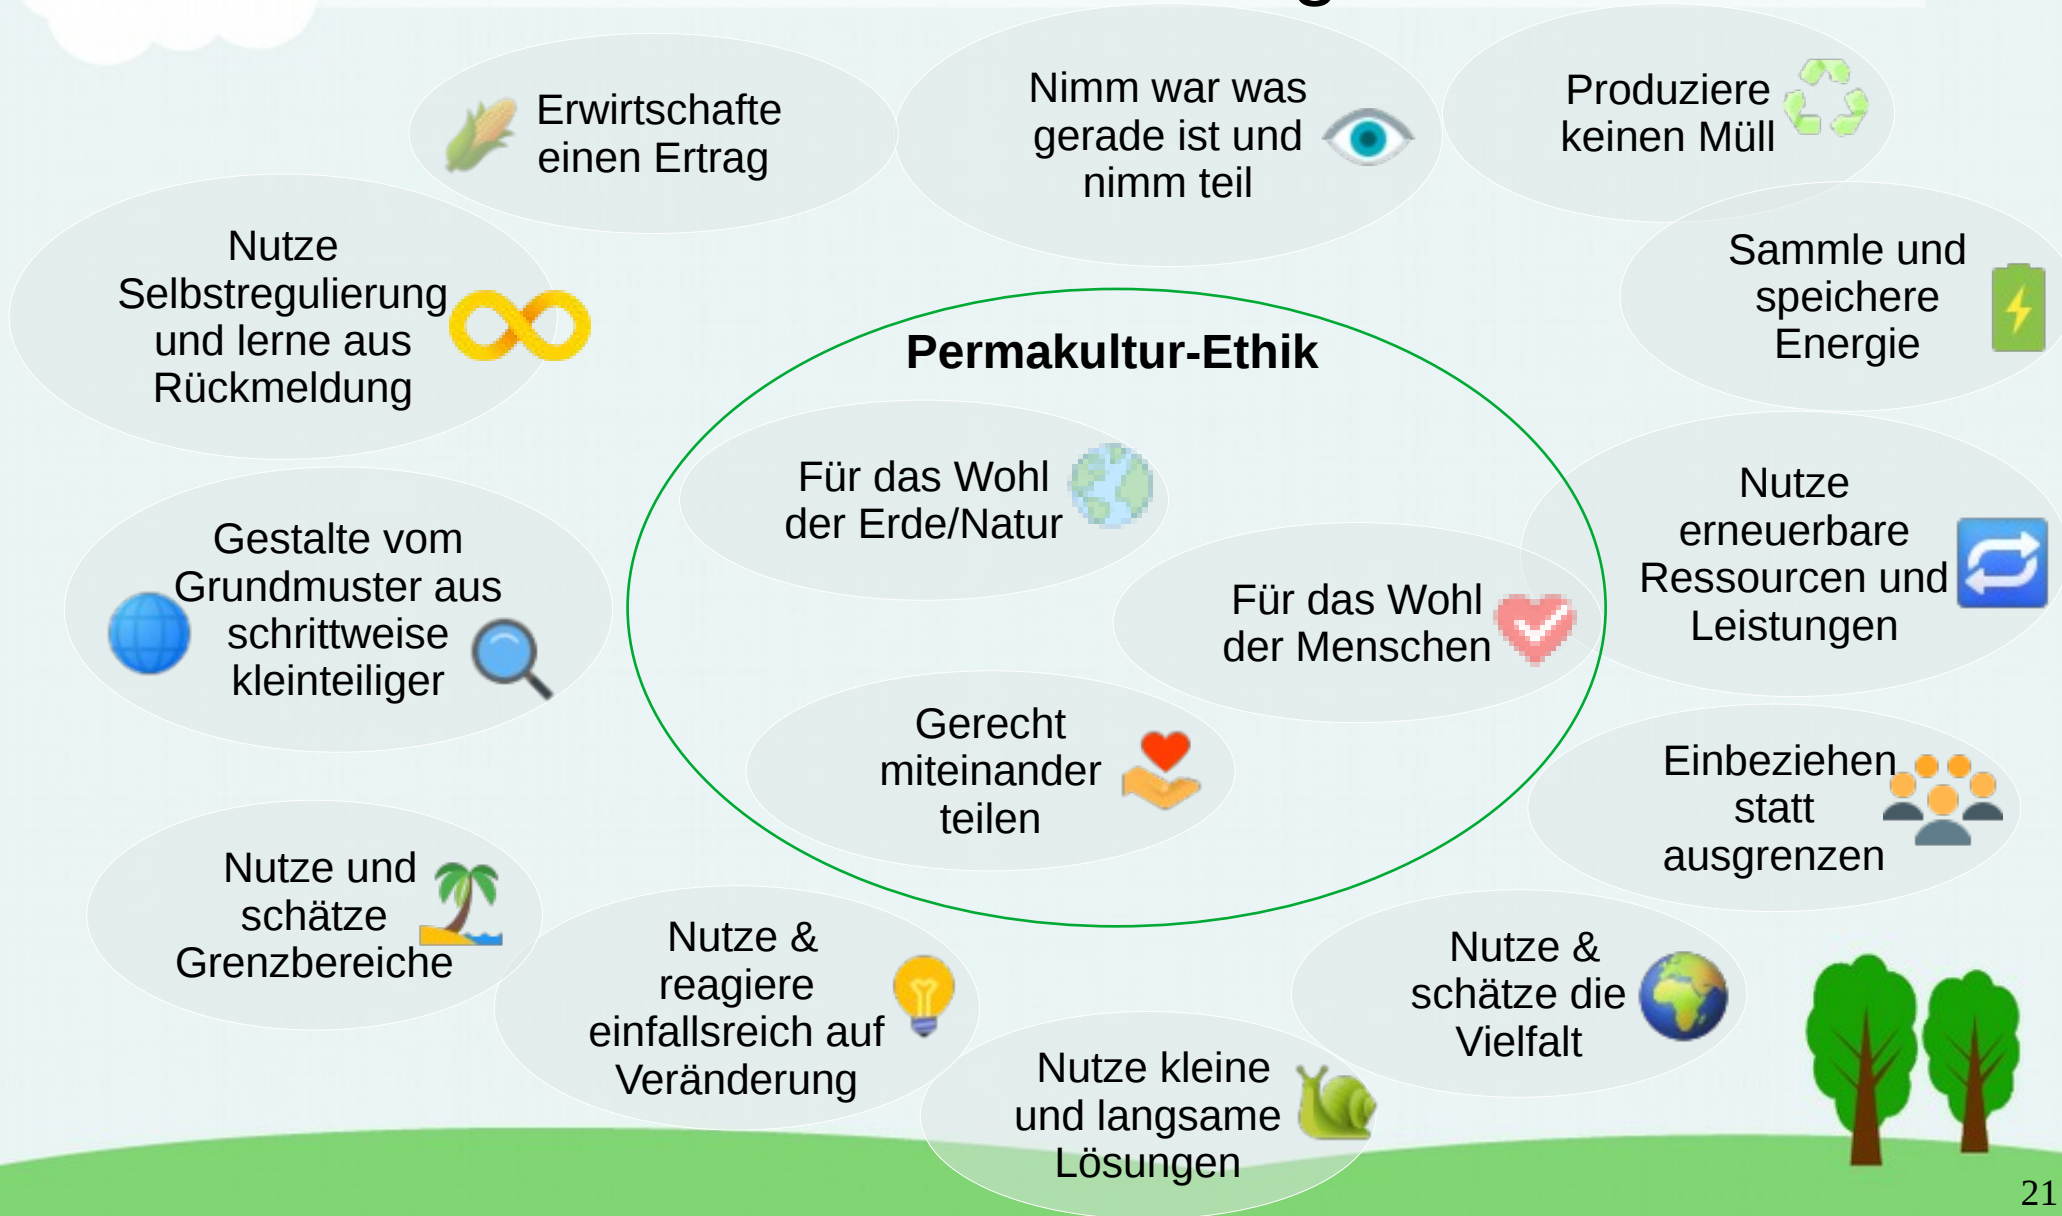 Erwirtschafte
einen Ertrag
Nimm war was
gerade ist und
nimm teil
Produziere
keinen Müll
Nutze
Selbstregulierung
und lerne aus
Rückmeldung
Sammle und
speichere
Energie
Permakultur-Ethik
Für das Wohl
der Erde/Natur
Für das Wohl
der Menschen
Gerecht
miteinander
teilen
Gestalte vom
Grundmuster aus
schrittweise
kleinteiliger
Nutze
erneuerbare
Ressourcen und
Leistungen
Einbeziehen
statt
ausgrenzen
Nutze und
schätze
Grenzbereiche
Nutze &
reagiere
einfallsreich auf
Veränderung
Nutze kleine
und langsame
Lösungen
Nutze &
schätze die
Vielfalt
21